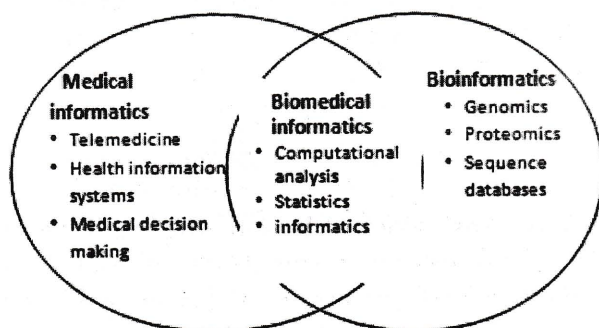 Medical
informatics
• Telemedicine
• Health information
systems
• Medical decision
making
Biomedical
informatics
• Computational
analysis
• Statistics
• informatics
Bioinformatics
• Genomics
• Proteomics
• Sequence
databases